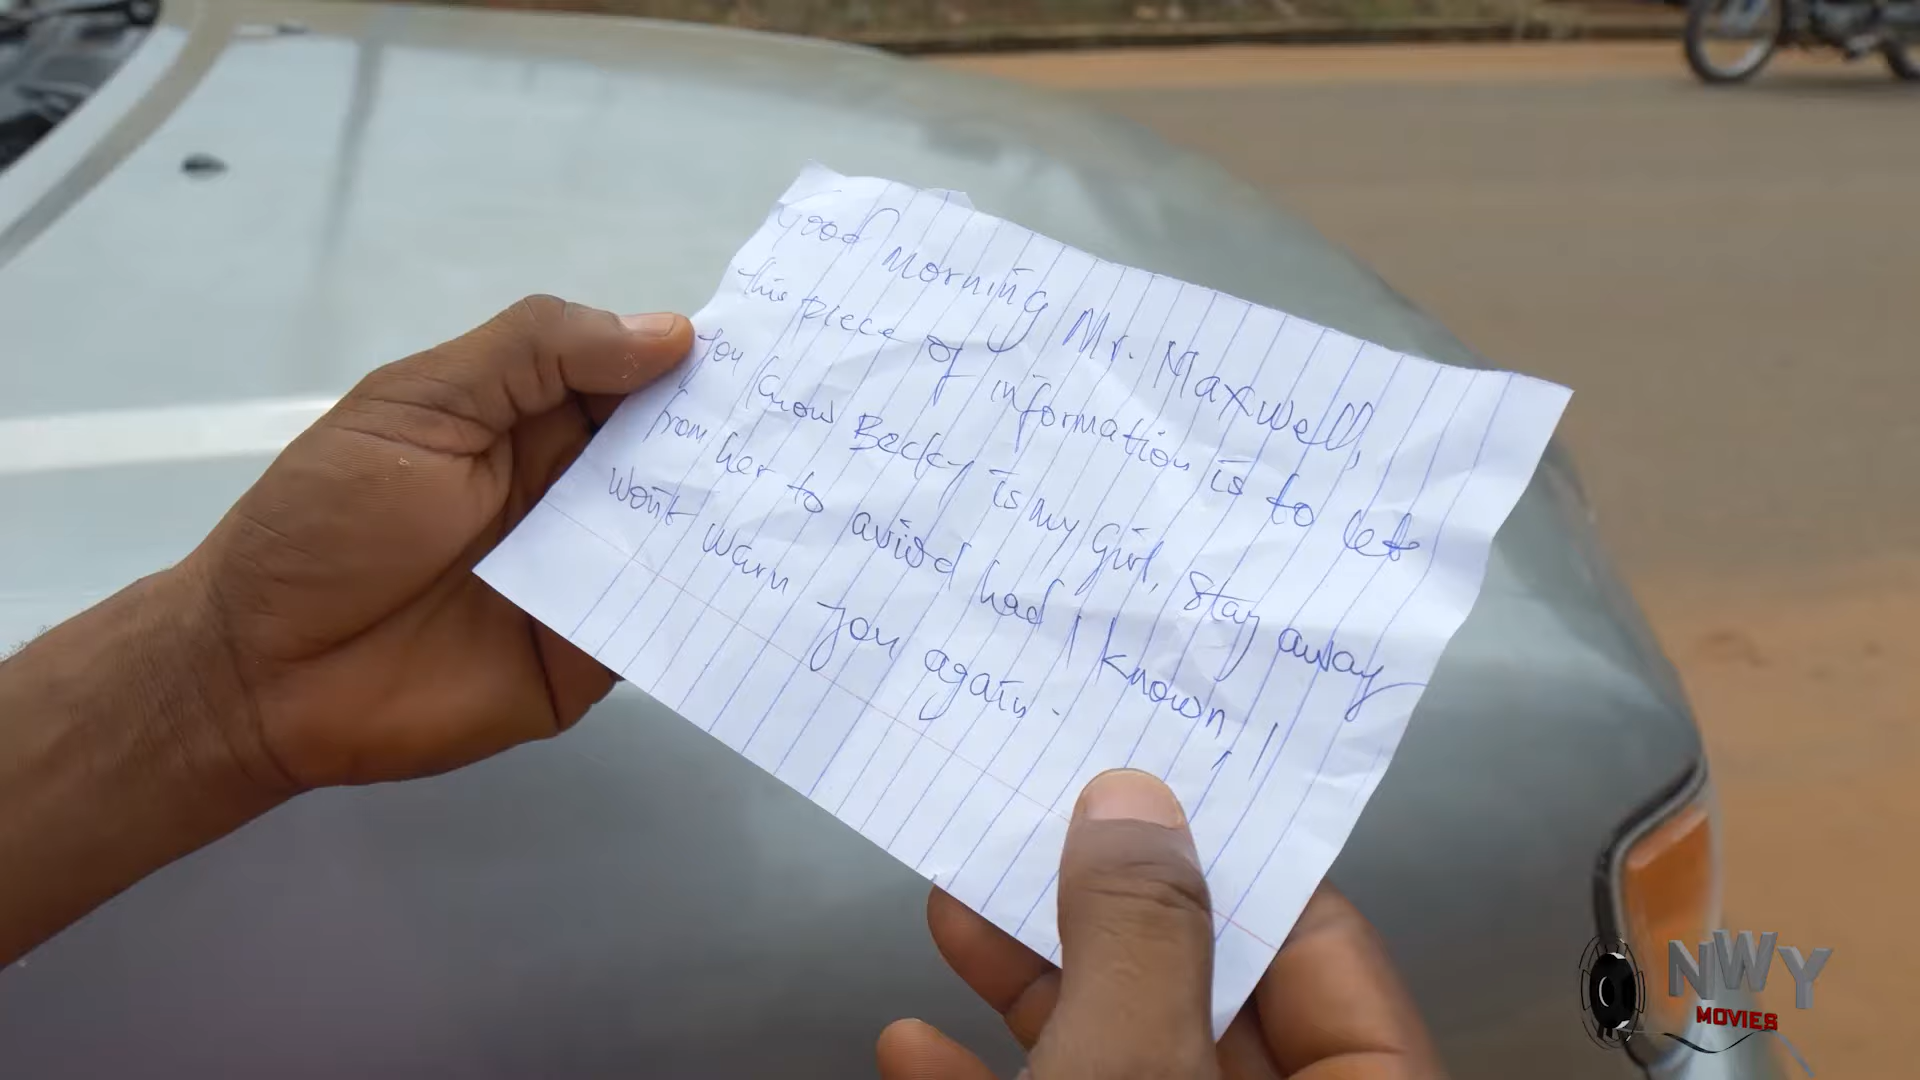 Good Morning Mr. Maxwell,
this piece of information is to let
you know Becky is my girl, stay away
from her to aviod had I known, I
won't warn you again.
NWY
MOVIES